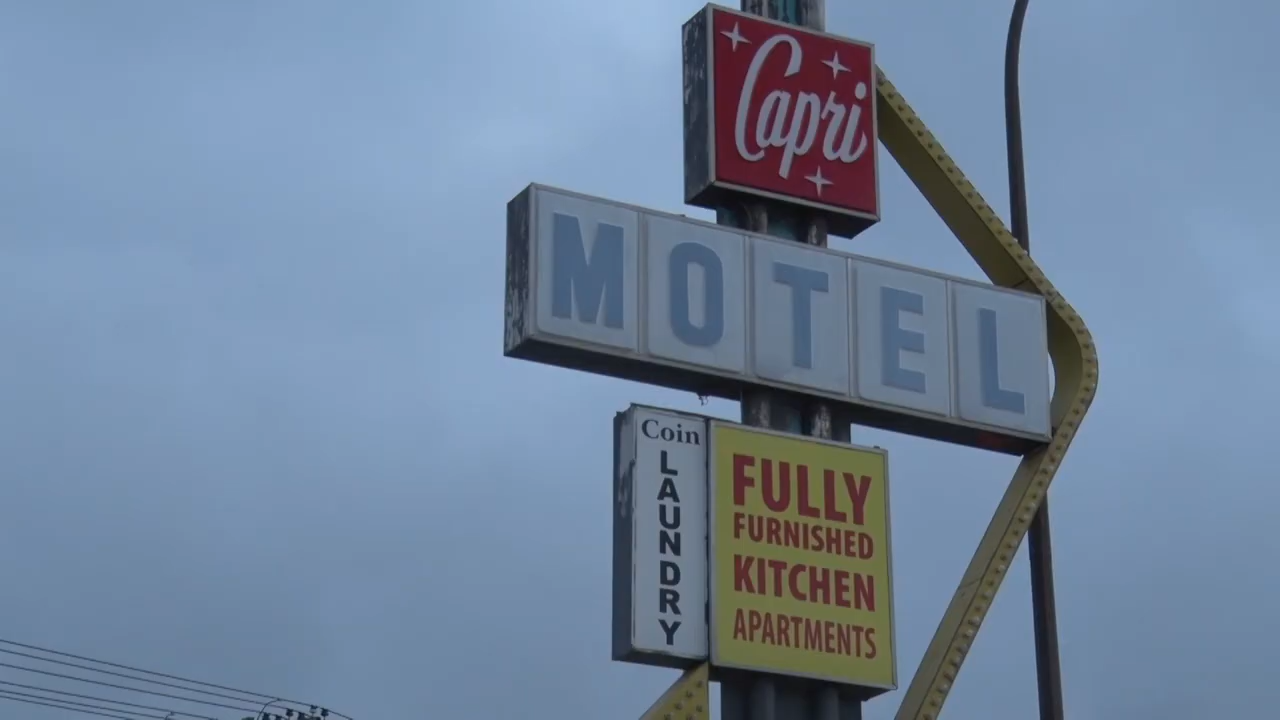 Capri
MOTEL
Coin
LAUNDRY
FULLY
FURNISHED
KITCHEN
APARTMENTS